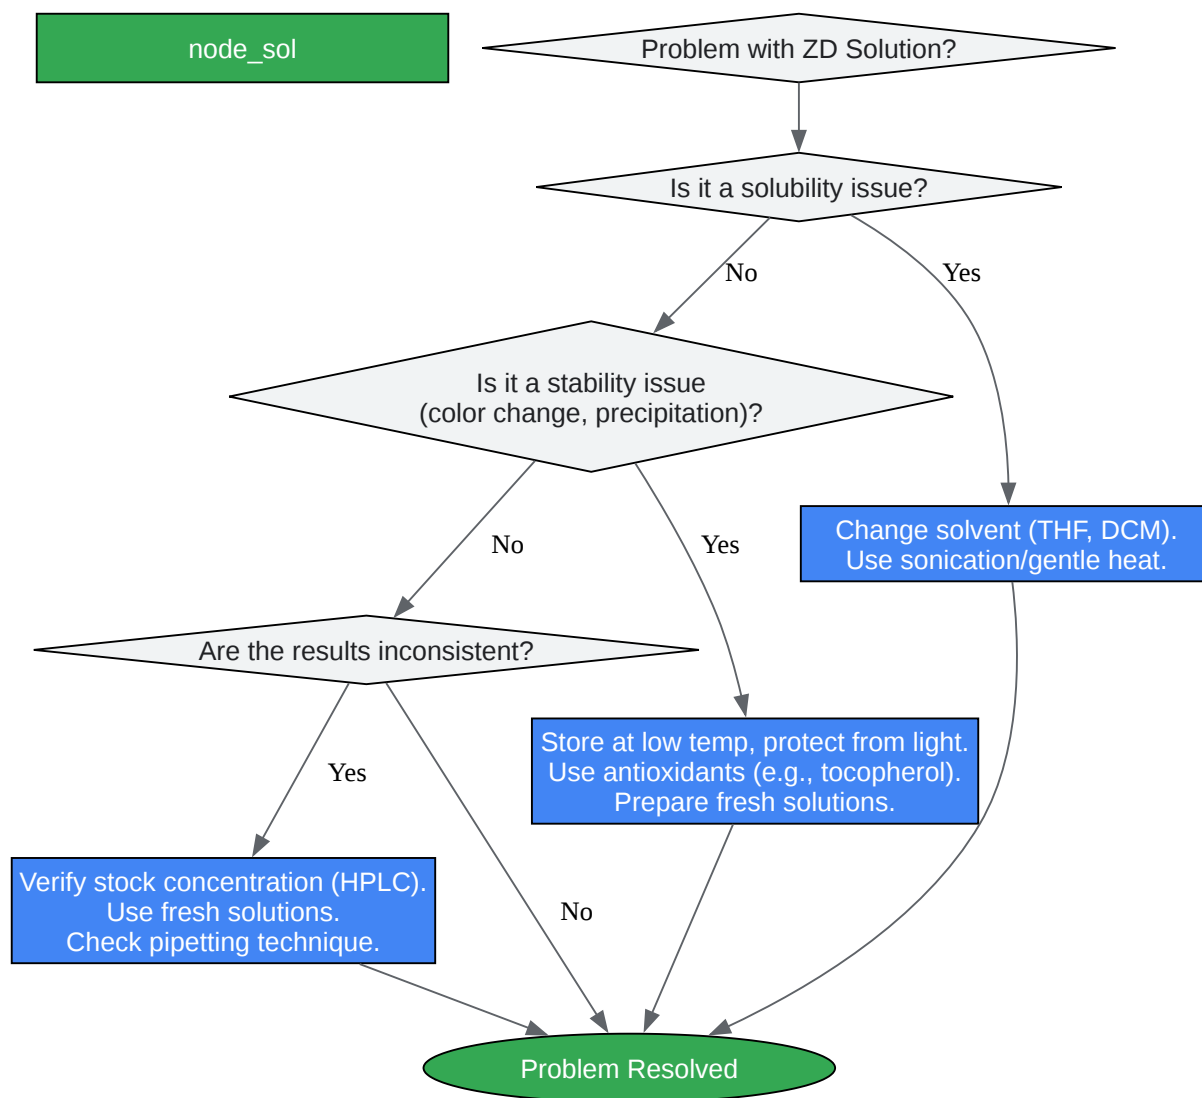 node_sol
Problem with ZD Solution?
Is it a solubility issue?
No
Yes
Is it a stability issue
(color change, precipitation)?
No
Yes
Change solvent (THF, DCM).
Use sonication/gentle heat.
Are the results inconsistent?
Store at low temp, protect from light.
Use antioxidants (e.g., tocopherol).
Prepare fresh solutions.
Yes
No
Verify stock concentration (HPLC).
Use fresh solutions.
Check pipetting technique.
Problem Resolved